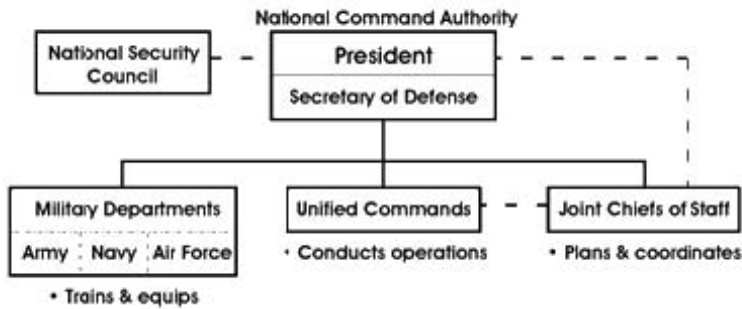 National Command Authority
National Security
Council
President
Secretary of Defense
Military Departments
Army Navy Air Force
• Trains & equips
Unified Commands
• Conducts operations
Joint Chiefs of Staff
• Plans & coordinates